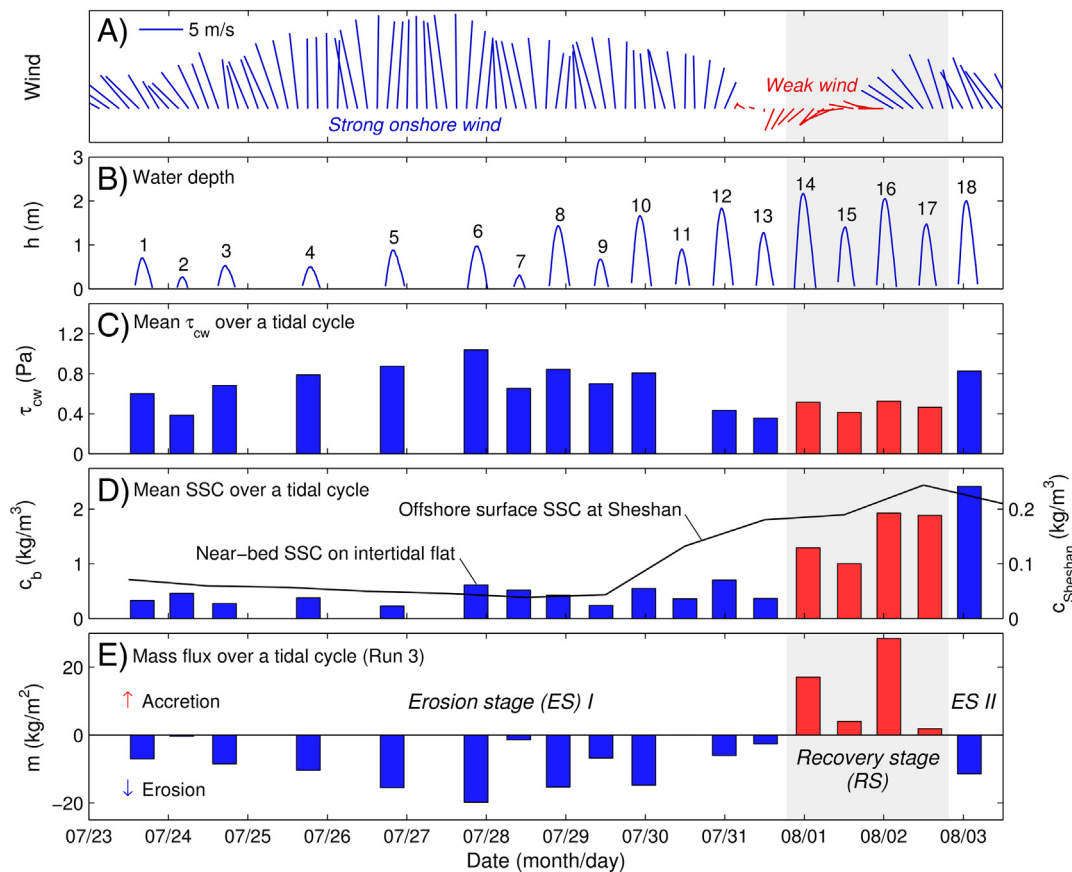 A)
5 m/s
Wind
Strong onshore wind
Weak wind
B)
Water depth
h (m)
3
2
1
0
1
2
3
4
5
6
7
8
9
10
11
12
13
14
15
16
17
18
C)
Mean τcw over a tidal cycle
τcw (Pa)
1.2
0.8
0.4
0
D)
Mean SSC over a tidal cycle
Offshore surface SSC at Sheshan
Near−bed SSC on intertidal flat
cb (kg/m³)
2
1
0
0.2
0.1
0
cSheshan (kg/m³)
E)
Mass flux over a tidal cycle (Run 3)
↑ Accretion
Erosion stage (ES) I
ES II
Recovery stage
(RS)
↓ Erosion
m (kg/m²)
20
0
−20
07/23 07/24 07/25 07/26 07/27 07/28 07/29 07/30 07/31 08/01 08/02 08/03
Date (month/day)